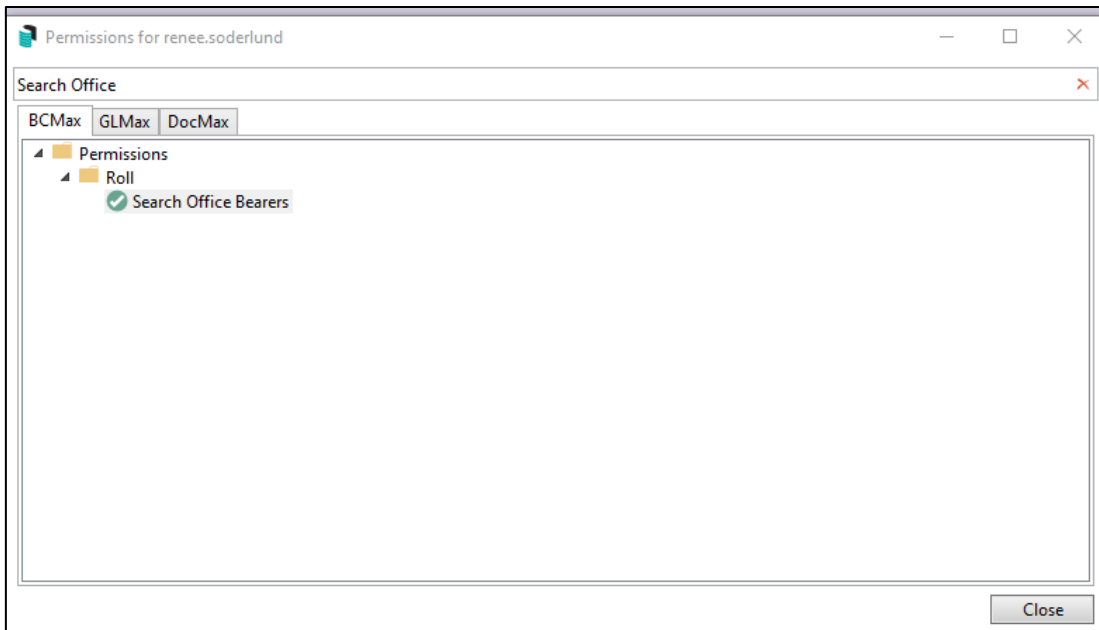 Permissions for renee.soderlund
Search Office
BCMax GLMax DocMax
Permissions
Roll
Search Office Bearers
Close